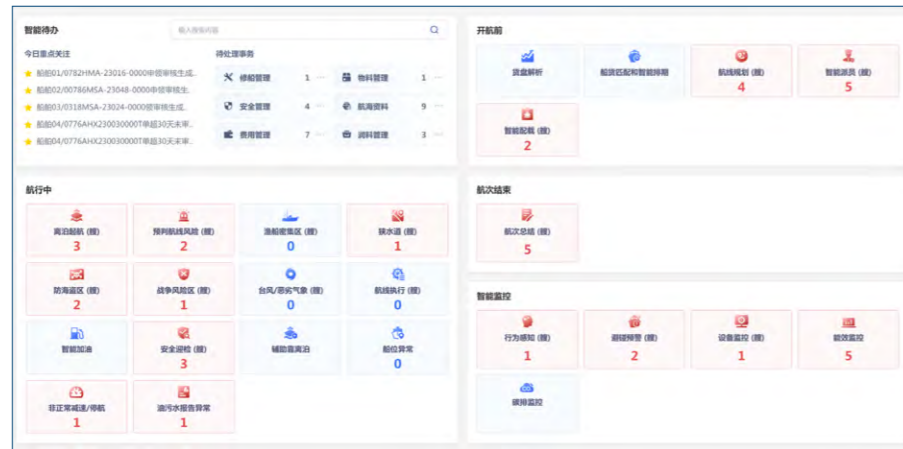 智能待办
输入搜索内容
今日重点关注
待处理事务
船舶01/0782HMA-23016-0000申领审核生成..
船舶02/00786MSA-23048-0000申领审核生..
船舶03/0318MSA-23024-0000领审核生成..
船舶04/0776AHX230030000T单超30天未审..
船舶04/0776AHX230030000T单超30天未审..
修船管理 1 ...
物料管理 1 ...
安全管理 4 ...
航海资料 9 ...
费用管理 7 ...
润料管理 3 ...
开航前
货盘解析
船货匹配和智能排期
航线规划 (艘)
4
智能派员 (艘)
5
智能配载 (艘)
2
航行中
离泊起航 (艘)
3
预判航线风险 (艘)
2
渔船密集区 (艘)
0
狭水道 (艘)
1
防海盗区 (艘)
2
战争风险区 (艘)
1
台风/恶劣气象 (艘)
0
航线执行 (艘)
0
智能加油
安全迎检 (艘)
3
辅助靠离泊
船位异常
0
非正常减速/停航
1
油污水报告异常
1
航次结束
航次总结 (艘)
5
智能监控
行为感知 (艘)
1
避碰预警 (艘)
2
设备监控 (艘)
1
能效监控
5
碳排监控